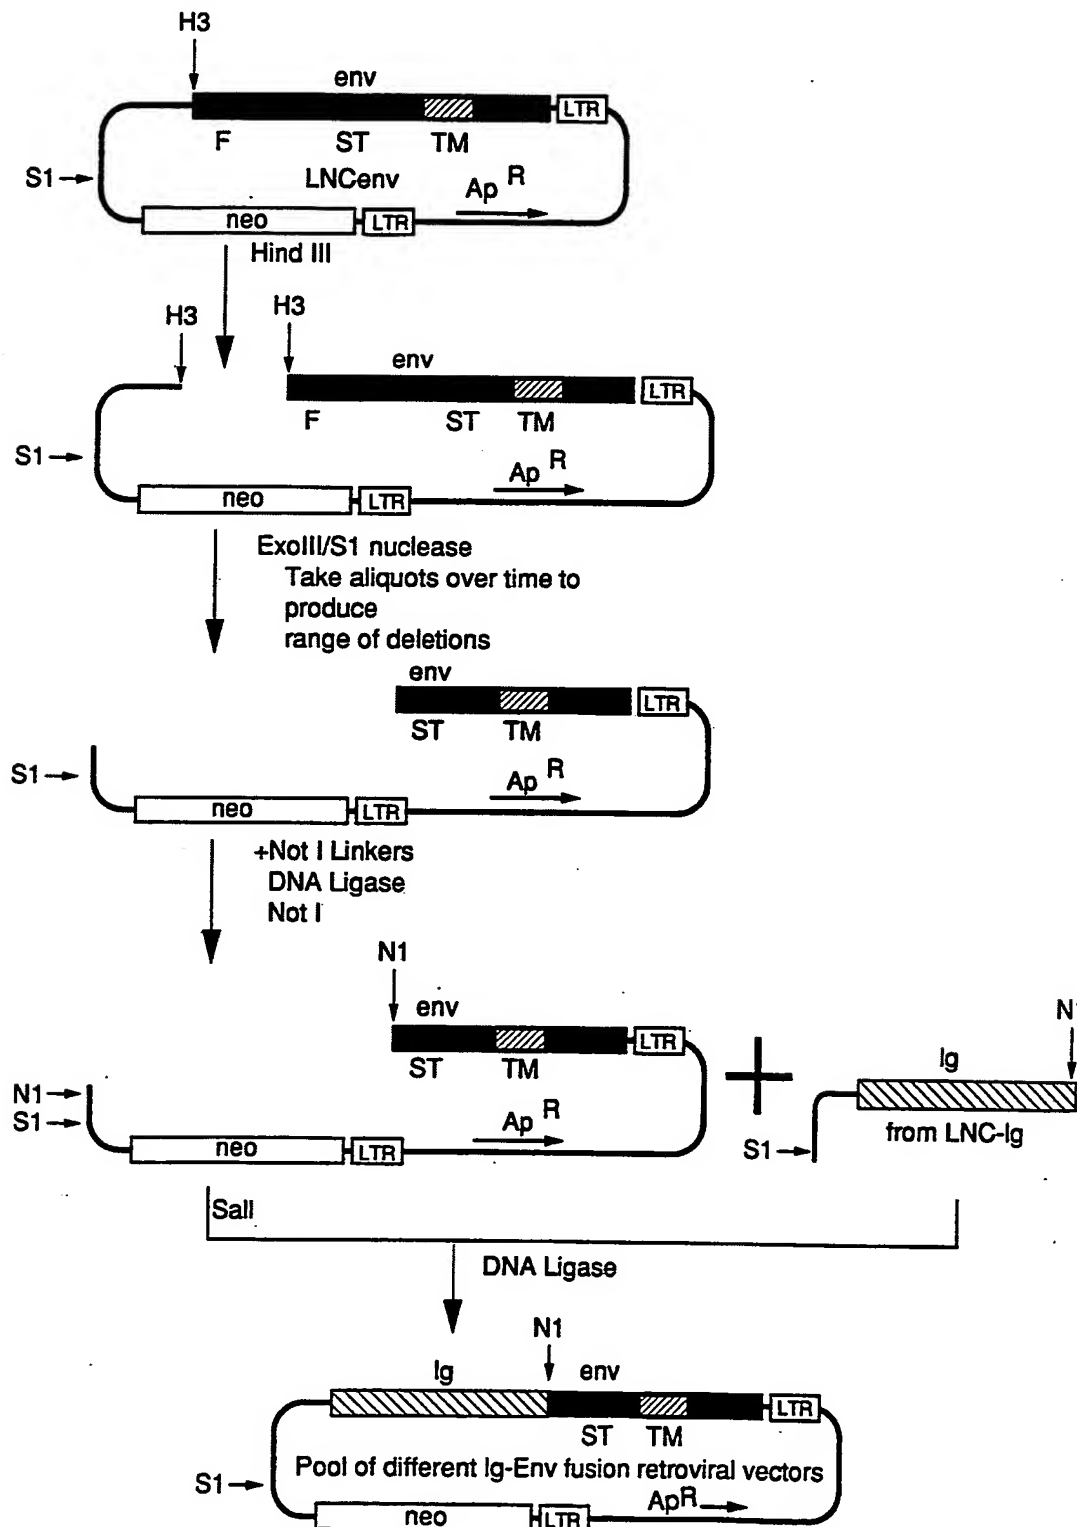 H3
env
LTR
F ST TM
S1
LNCenv
Ap R
neo
LTR
Hind III
H3
H3
env
LTR
F ST TM
S1
Ap R
neo
LTR
ExoIII/S1 nuclease
Take aliquots over time to
produce
range of deletions
env
LTR
ST TM
S1
Ap R
neo
LTR
+Not I Linkers
DNA Ligase
Not I
N1
env
LTR
ST TM
N1
S1
Ap R
neo
LTR
+
N
Ig
from LNC-Ig
S1
SalI
DNA Ligase
N1
Ig
env
LTR
ST TM
Pool of different Ig-Env fusion retroviral vectors
S1
ApR
neo
LTR